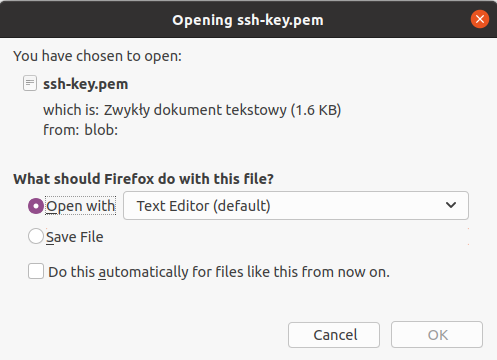 Opening ssh-key.pem
You have chosen to open:
ssh-key.pem
which is: Zwykły dokument tekstowy (1.6 KB)
from: blob:
What should Firefox do with this file?
Open with Text Editor (default)
Save File
Do this automatically for files like this from now on.
Cancel OK